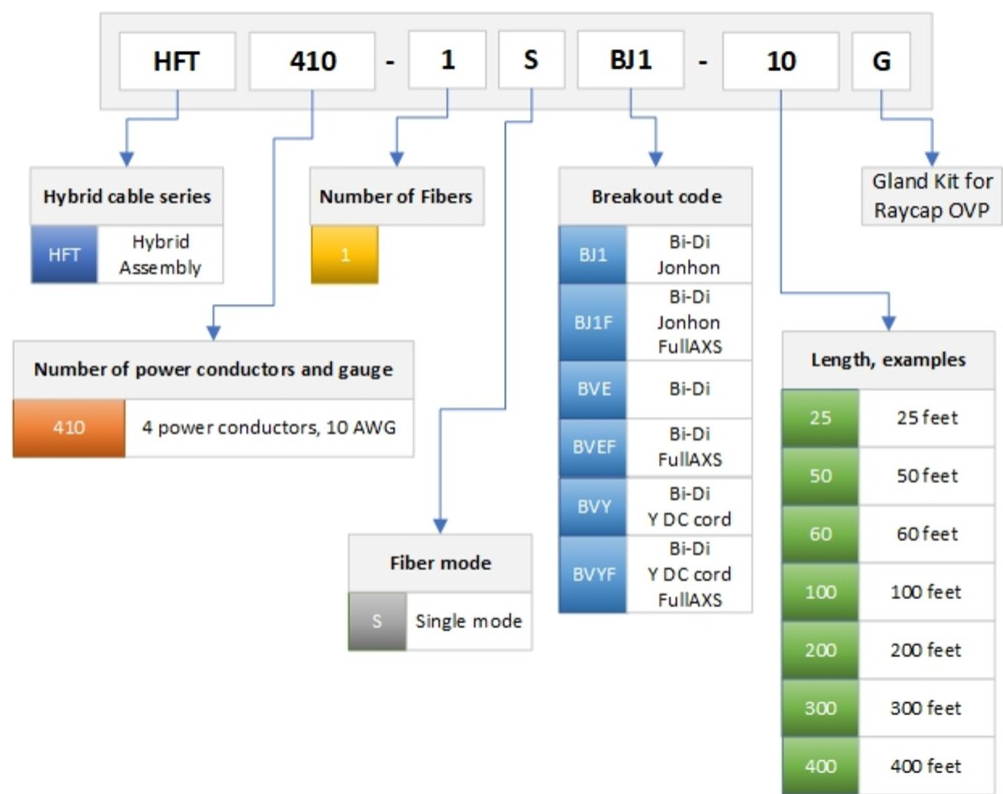 HFT 410 - 1 S BJ1 - 10 G
Hybrid cable series
HFT Hybrid
Assembly
Number of Fibers
1
Breakout code
BJ1 Bi-Di
Jonhon
BJ1F Bi-Di
Jonhon
FullAXS
BVE Bi-Di
BVEF Bi-Di
FullAXS
BVY Bi-Di
Y DC cord
BVYF Bi-Di
Y DC cord
FullAXS
Gland Kit for
Raycap OVP
Number of power conductors and gauge
410 4 power conductors, 10 AWG
Length, examples
25 25 feet
50 50 feet
60 60 feet
100 100 feet
200 200 feet
300 300 feet
400 400 feet
Fiber mode
S Single mode